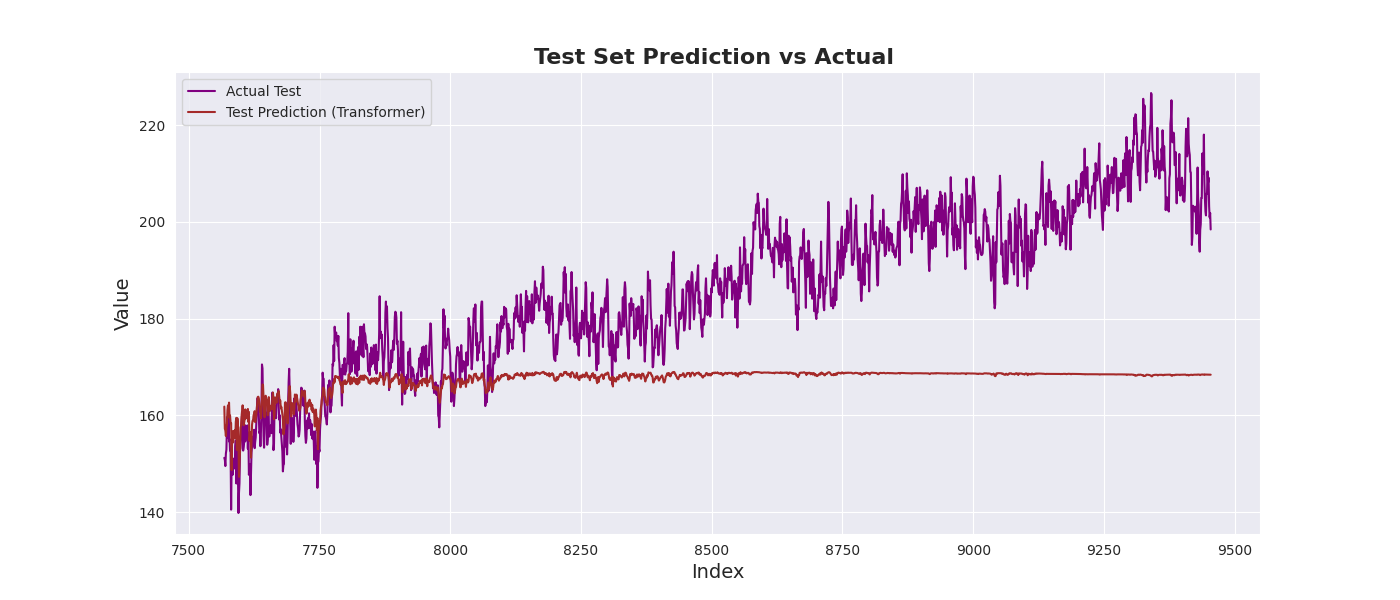 Test Set Prediction vs Actual
Actual Test
Test Prediction (Transformer)
Value
220
200
180
160
140
7500
7750
8000
8250
8500
8750
9000
9250
9500
Index